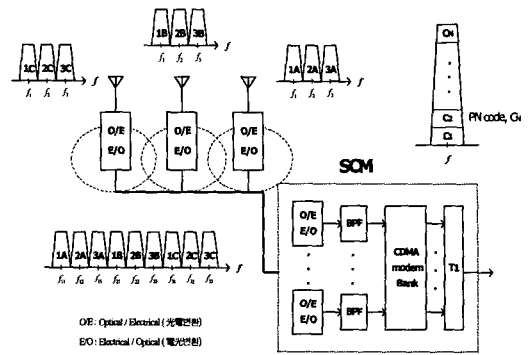 1B 2B 3B
f₁ f₂ f₃
f
1C 2C 3C
f₁ f₂ f₃
f
1A 2A 3A
f₁ f₂ f₃
f
C₂
C₁
PN code, G
f
O/E
E/O
O/E
E/O
O/E
E/O
SCM
O/E
E/O
BPF
CDMA
modem
Bank
T1
O/E
E/O
BPF
1A 2A 3A 1B 2B 3B 1C 2C 3C
f
O/E : Optical / Electrical ( 光電변환 )
E/O : Electrical / Optical ( 電光변환 )